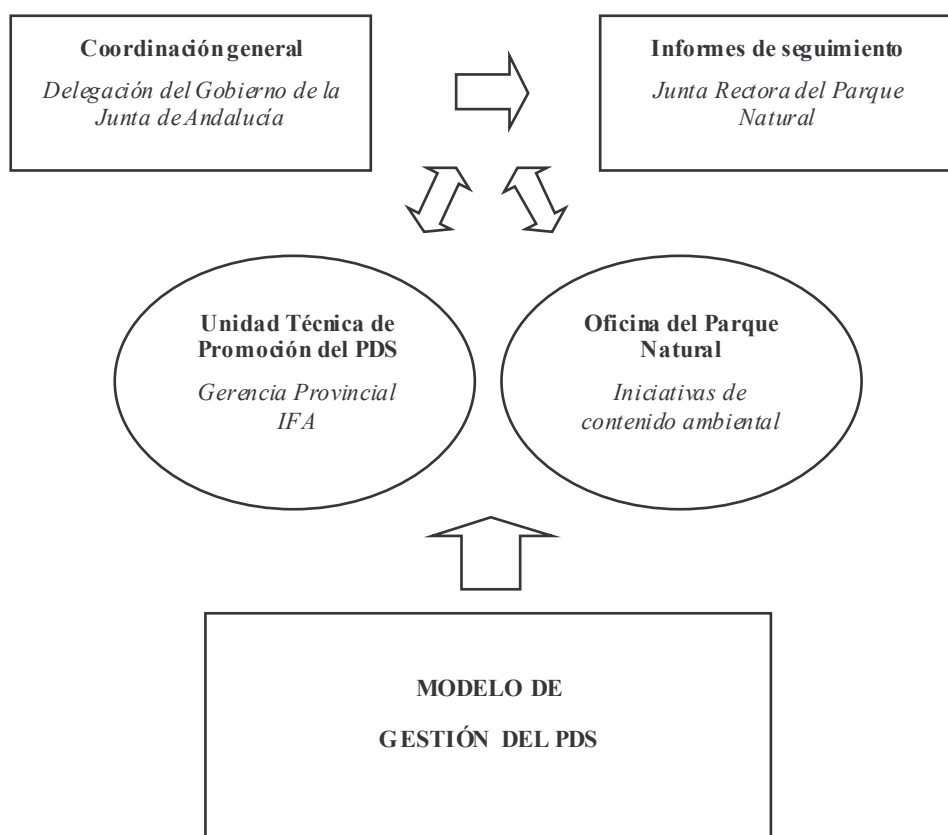 Coordinación general
Delegación del Gobierno de la
Junta de Andalucía
Informes de seguimiento
Junta Rectora del Parque
Natural
Unidad Técnica de
Promoción del PDS
Gerencia Provincial
IFA
Oficina del Parque
Natural
Iniciativas de
contenido ambiental
MODELO DE
GESTIÓN DEL PDS